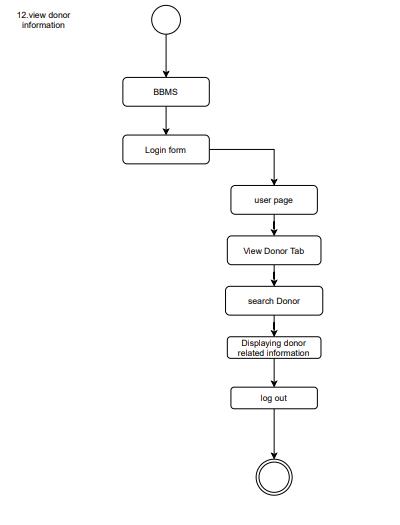 12.view donor
information
BBMS
Login form
user page
View Donor Tab
search Donor
Displaying donor
related information
log out